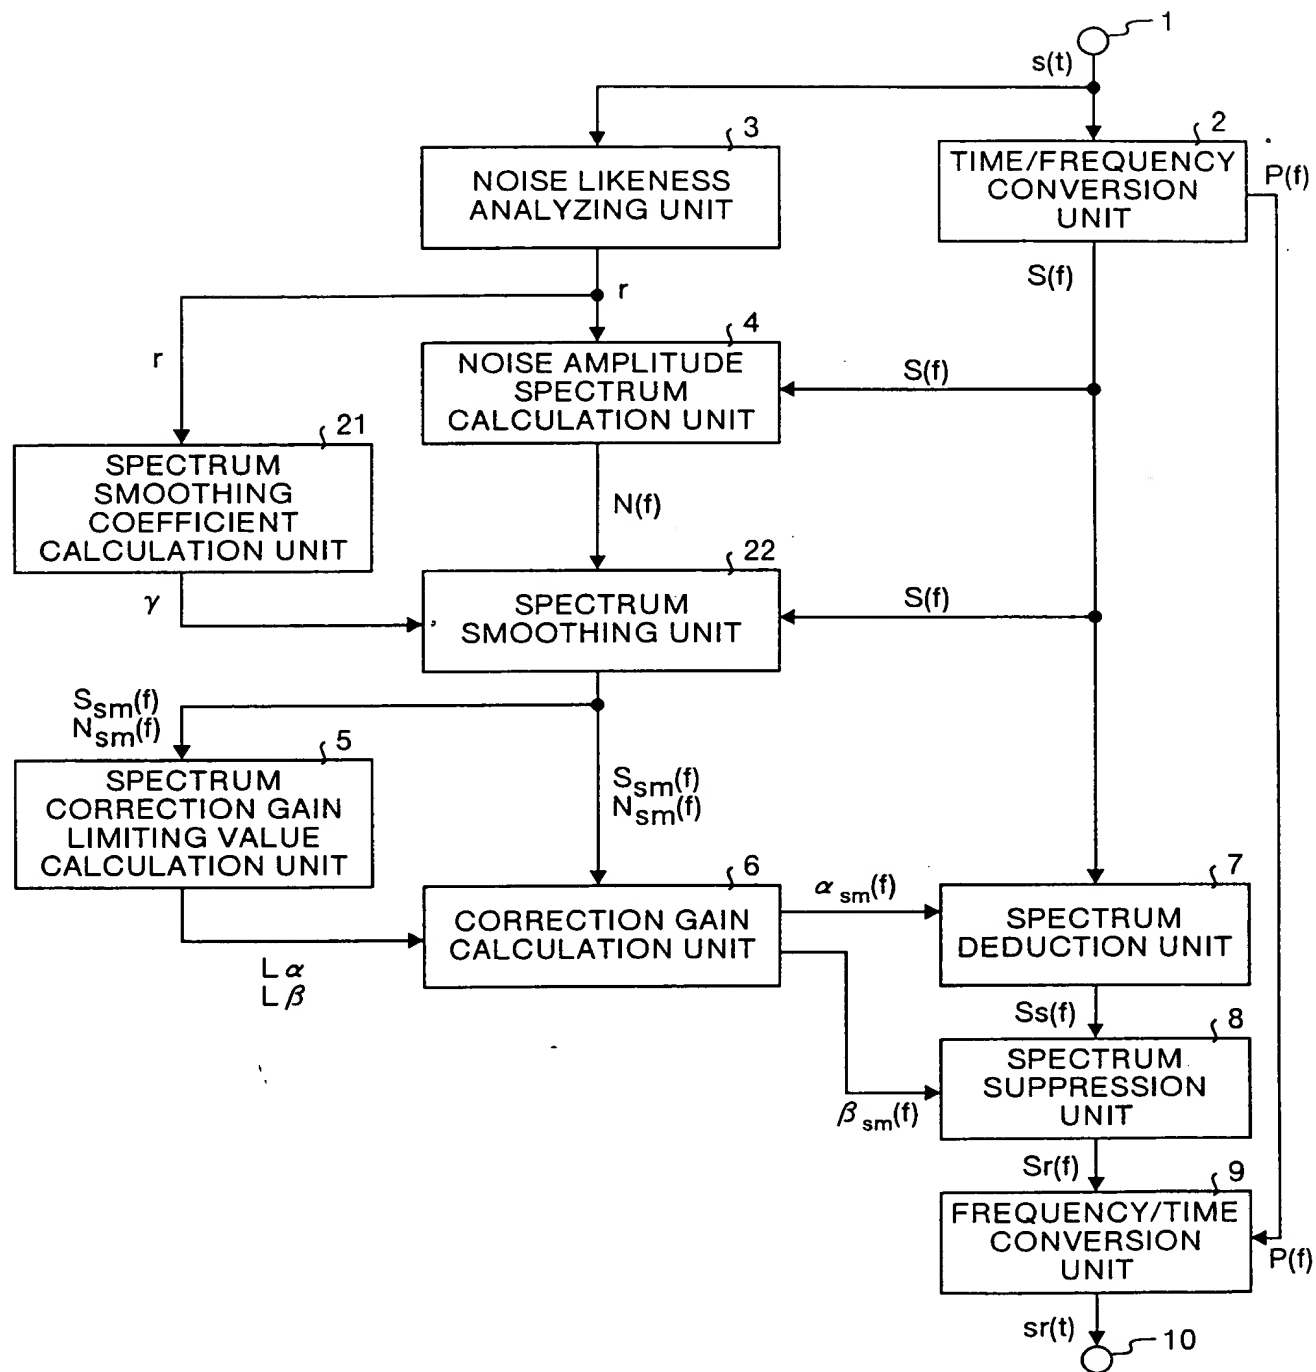 1
s(t)
3
NOISE LIKENESS
ANALYZING UNIT
2
TIME/FREQUENCY
CONVERSION
UNIT
P(f)
S(f)
r
r
4
NOISE AMPLITUDE
SPECTRUM
CALCULATION UNIT
S(f)
21
SPECTRUM
SMOOTHING
COEFFICIENT
CALCULATION UNIT
N(f)
γ
22
SPECTRUM
SMOOTHING UNIT
S(f)
Ssm(f)
Nsm(f)
5
SPECTRUM
CORRECTION GAIN
LIMITING VALUE
CALCULATION UNIT
Ssm(f)
Nsm(f)
Lα
Lβ
6
CORRECTION GAIN
CALCULATION UNIT
αsm(f)
7
SPECTRUM
DEDUCTION UNIT
Ss(f)
βsm(f)
8
SPECTRUM
SUPPRESSION
UNIT
Sr(f)
9
FREQUENCY/TIME
CONVERSION
UNIT
P(f)
sr(t)
10